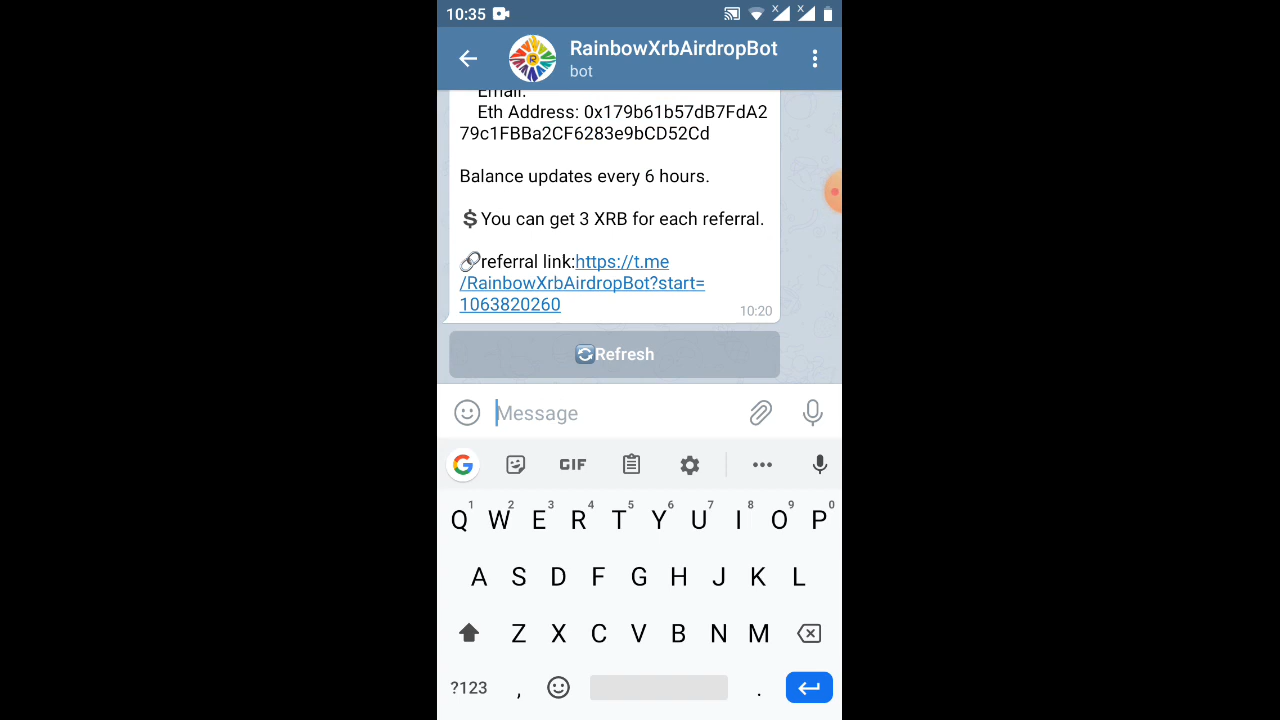 10:35
RainbowXrbAirdropBot
bot
Email:
Eth Address: 0x179b61b57dB7FdA2
79c1FBBa2CF6283e9bCD52Cd
Balance updates every 6 hours.
💲You can get 3 XRB for each referral.
🔗referral link:https://t.me
/RainbowXrbAirdropBot?start=
1063820260
10:20
🔄Refresh
Message
G GIF
1 2 3 4 5 6 7 8 9 0
Q W E R T Y U I O P
A S D F G H J K L
Z X C V B N M
?123 , .